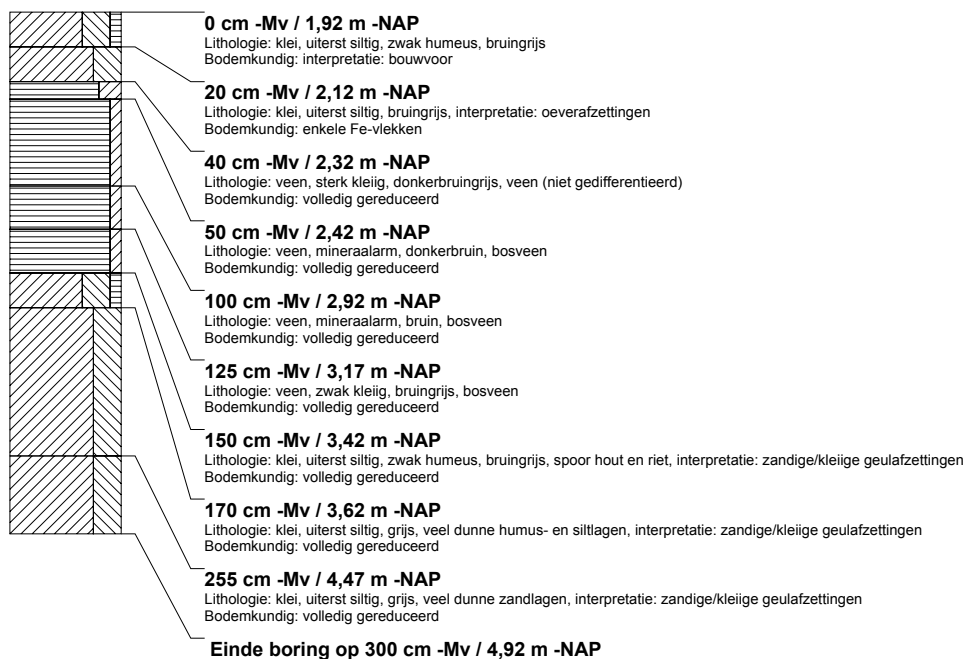 0 cm -Mv / 1,92 m -NAP
Lithologie: klei, uiterst siltig, zwak humeus, bruingrijs
Bodemkundig: interpretatie: bouwvoor
20 cm -Mv / 2,12 m -NAP
Lithologie: klei, uiterst siltig, bruingrijs, interpretatie: oeverafzettingen
Bodemkundig: enkele Fe-vlekken
40 cm -Mv / 2,32 m -NAP
Lithologie: veen, sterk kleiig, donkerbruingrijs, veen (niet gedifferentieerd)
Bodemkundig: volledig gereduceerd
50 cm -Mv / 2,42 m -NAP
Lithologie: veen, mineraalarm, donkerbruin, bosveen
Bodemkundig: volledig gereduceerd
100 cm -Mv / 2,92 m -NAP
Lithologie: veen, mineraalarm, bruin, bosveen
Bodemkundig: volledig gereduceerd
125 cm -Mv / 3,17 m -NAP
Lithologie: veen, zwak kleiig, bruingrijs, bosveen
Bodemkundig: volledig gereduceerd
150 cm -Mv / 3,42 m -NAP
Lithologie: klei, uiterst siltig, zwak humeus, bruingrijs, spoor hout en riet, interpretatie: zandige/kleiige geulafzettingen
Bodemkundig: volledig gereduceerd
170 cm -Mv / 3,62 m -NAP
Lithologie: klei, uiterst siltig, grijs, veel dunne humus- en siltlagen, interpretatie: zandige/kleiige geulafzettingen
Bodemkundig: volledig gereduceerd
255 cm -Mv / 4,47 m -NAP
Lithologie: klei, uiterst siltig, grijs, veel dunne zandlagen, interpretatie: zandige/kleiige geulafzettingen
Bodemkundig: volledig gereduceerd
Einde boring op 300 cm -Mv / 4,92 m -NAP